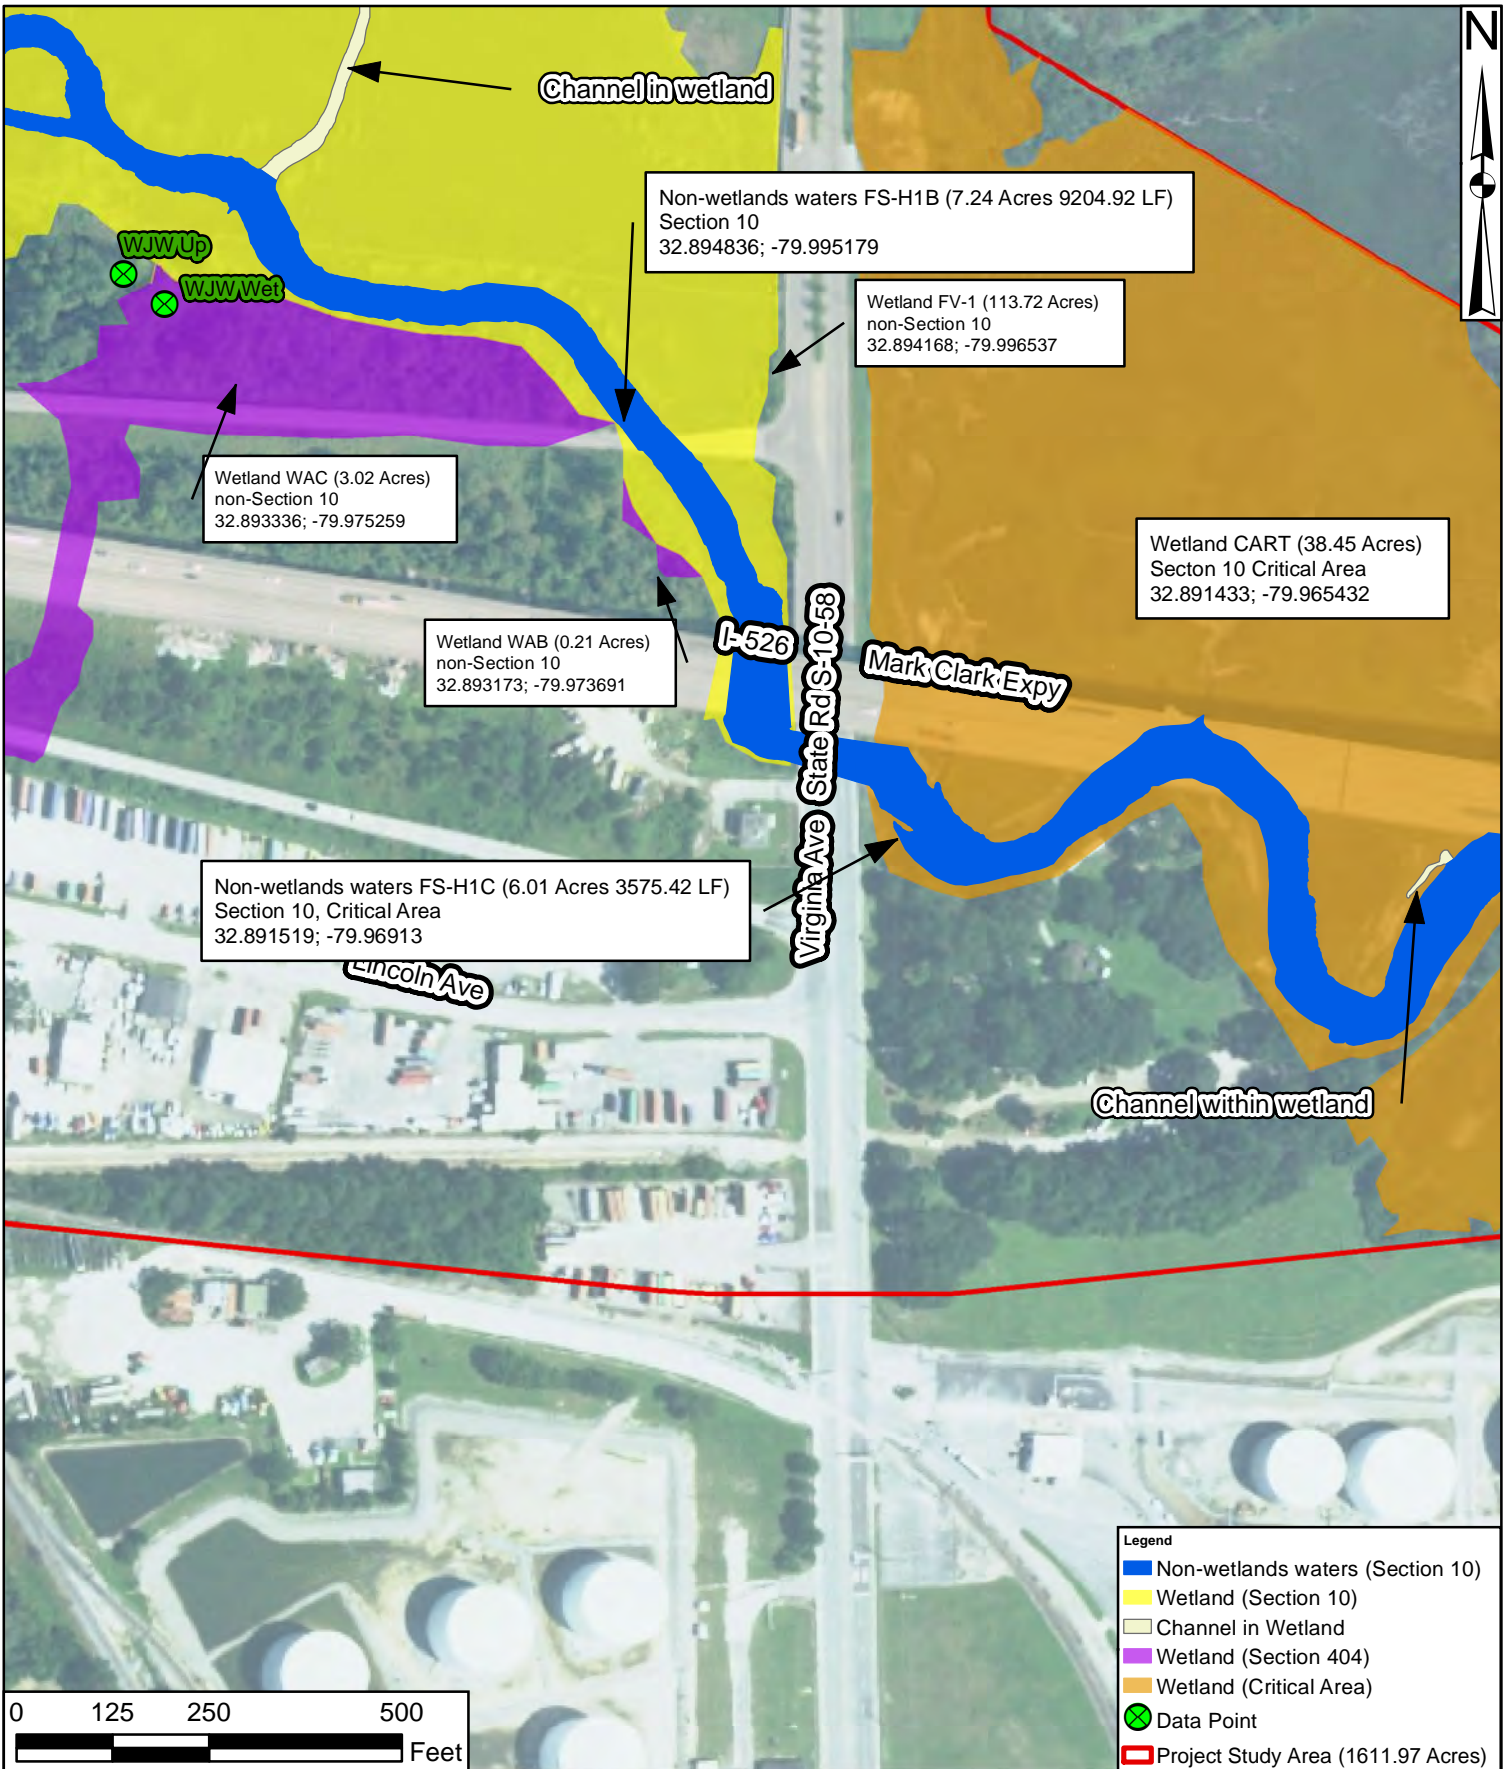 N
Channel in wetland
Non-wetlands waters FS-H1B (7.24 Acres 9204.92 LF)
Section 10
32.894836; -79.995179
WJW Up
WJW Wet
Wetland FV-1 (113.72 Acres)
non-Section 10
32.894168; -79.996537
Wetland WAC (3.02 Acres)
non-Section 10
32.893336; -79.975259
Wetland CART (38.45 Acres)
Secton 10 Critical Area
32.891433; -79.965432
Wetland WAB (0.21 Acres)
non-Section 10
32.893173; -79.973691
I-526
State Rd S-10-58
Mark Clark Expy
Virginia Ave
Non-wetlands waters FS-H1C (6.01 Acres 3575.42 LF)
Section 10, Critical Area
32.891519; -79.96913
Lincoln Ave
Channel within wetland
Legend
Non-wetlands waters (Section 10)
Wetland (Section 10)
Channel in Wetland
Wetland (Section 404)
Wetland (Critical Area)
Data Point
Project Study Area (1611.97 Acres)
0 125 250 500
Feet